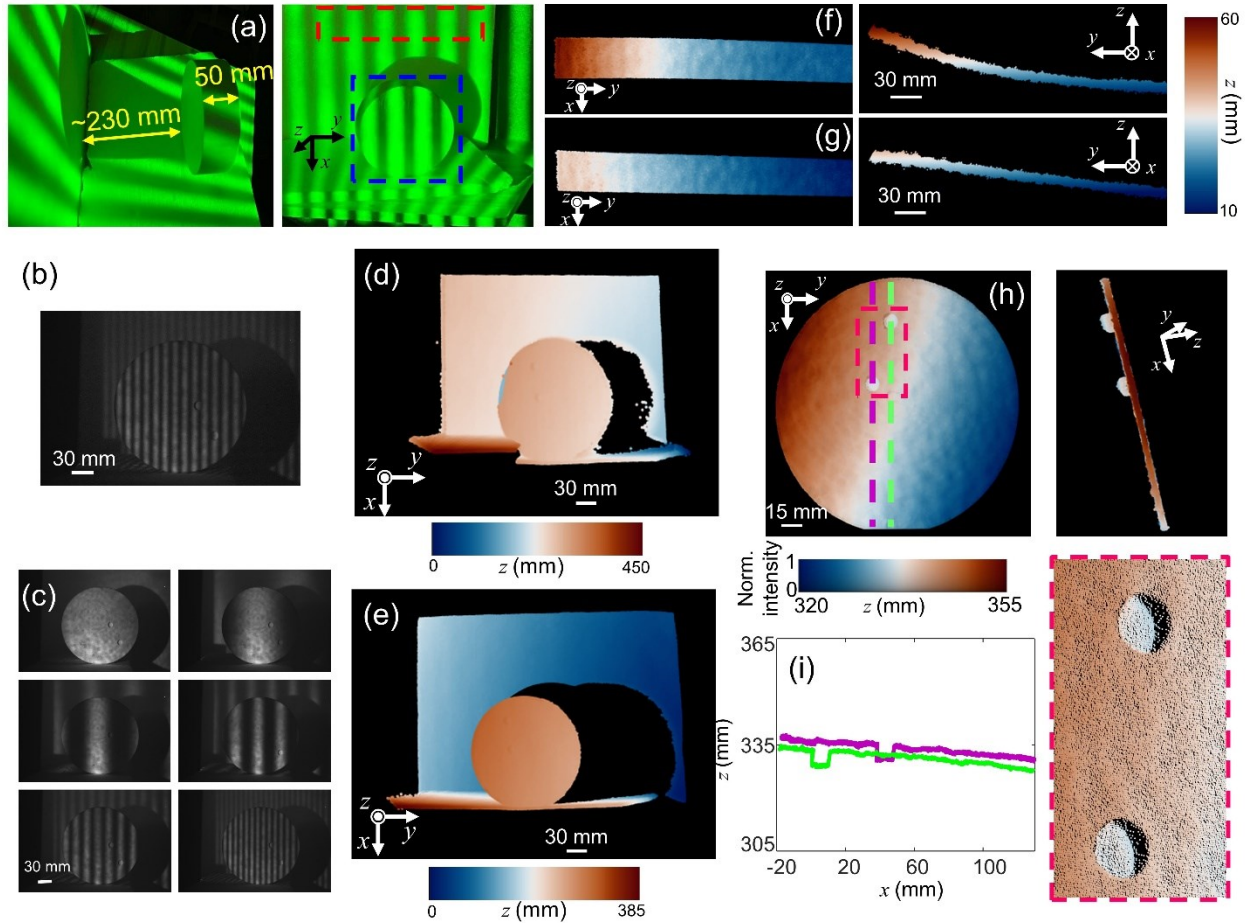 (a)
50 mm
~230 mm
z
y
x
(f)
z
y
x
z
y
x
30 mm
(g)
z
y
x
z
y
x
30 mm
60
z (mm)
10
(b)
30 mm
(c)
30 mm
(d)
z
y
x
30 mm
0
450
z (mm)
(e)
z
y
x
30 mm
0
385
z (mm)
(h)
z
y
x
15 mm
y
z
x
Norm.
intensity
1
0
320
z (mm)
355
(i)
365
335
305
z (mm)
-20
20
60
100
x (mm)